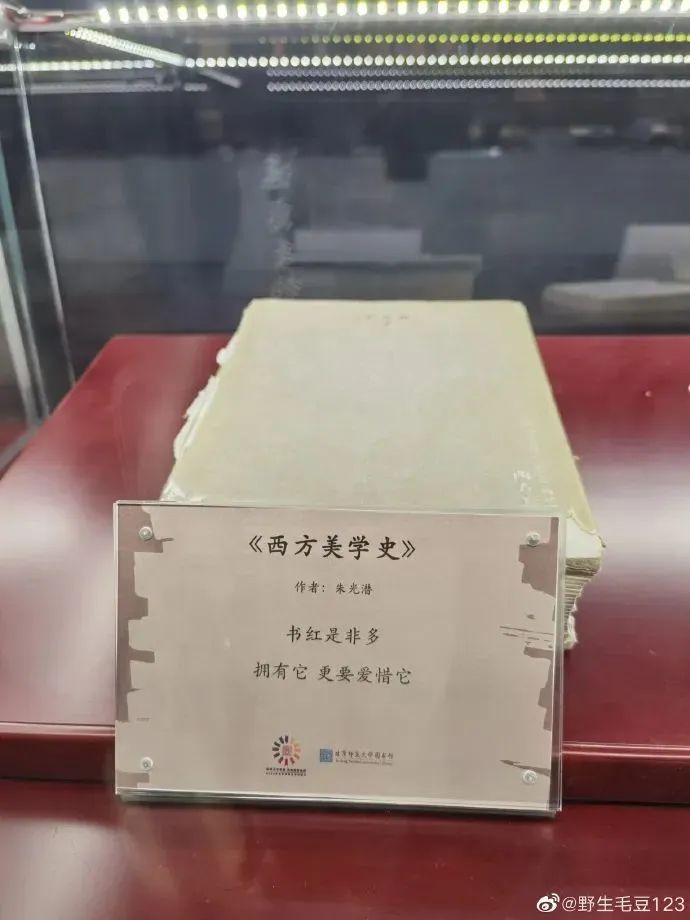 《西方美学史》
作者：朱光潜
书红是非多
拥有它 更要爱惜它
@野生毛豆123